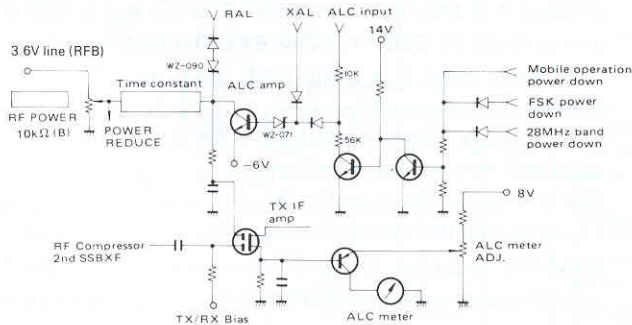 RAL
XAL
ALC input
14V
3.6V line (RFB)
WZ-090
10K
Mobile operation
power down
Time constant
ALC amp
FSK power
down
RF POWER
10kΩ (B)
POWER
REDUCE
WZ-071
56K
28MHz band
power down
-6V
8V
TX IF
amp
RF Compressor
2nd SSBXF
ALC meter
ADJ.
TX/RX Bias
ALC meter